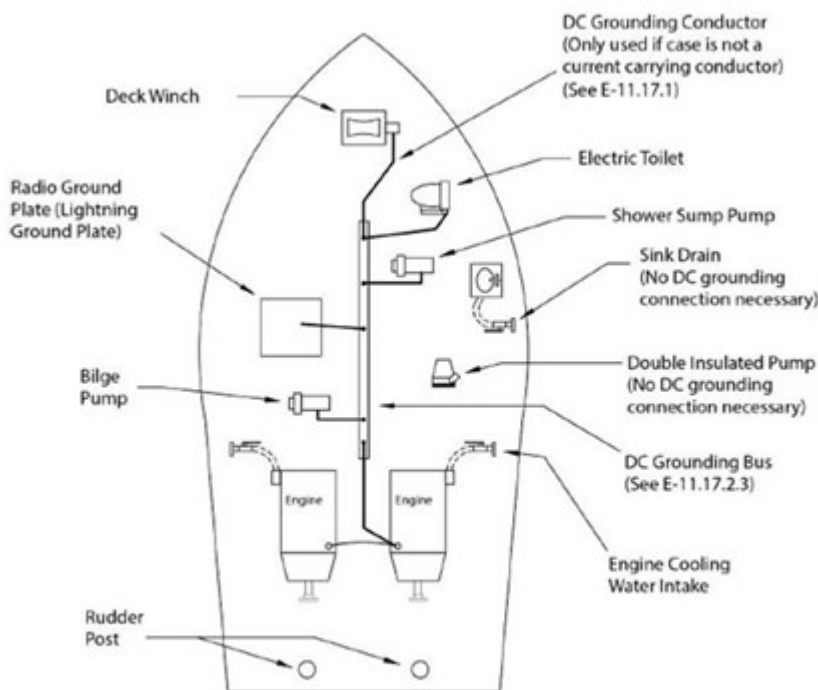 DC Grounding Conductor
(Only used if case is not a
current carrying conductor)
(See E-11.17.1)
Deck Winch
Electric Toilet
Radio Ground
Plate (Lightning
Ground Plate)
Shower Sump Pump
Sink Drain
(No DC grounding
connection necessary)
Double Insulated Pump
(No DC grounding
connection necessary)
Bilge
Pump
DC Grounding Bus
(See E-11.17.2.3)
Engine
Engine
Engine Cooling
Water Intake
Rudder
Post